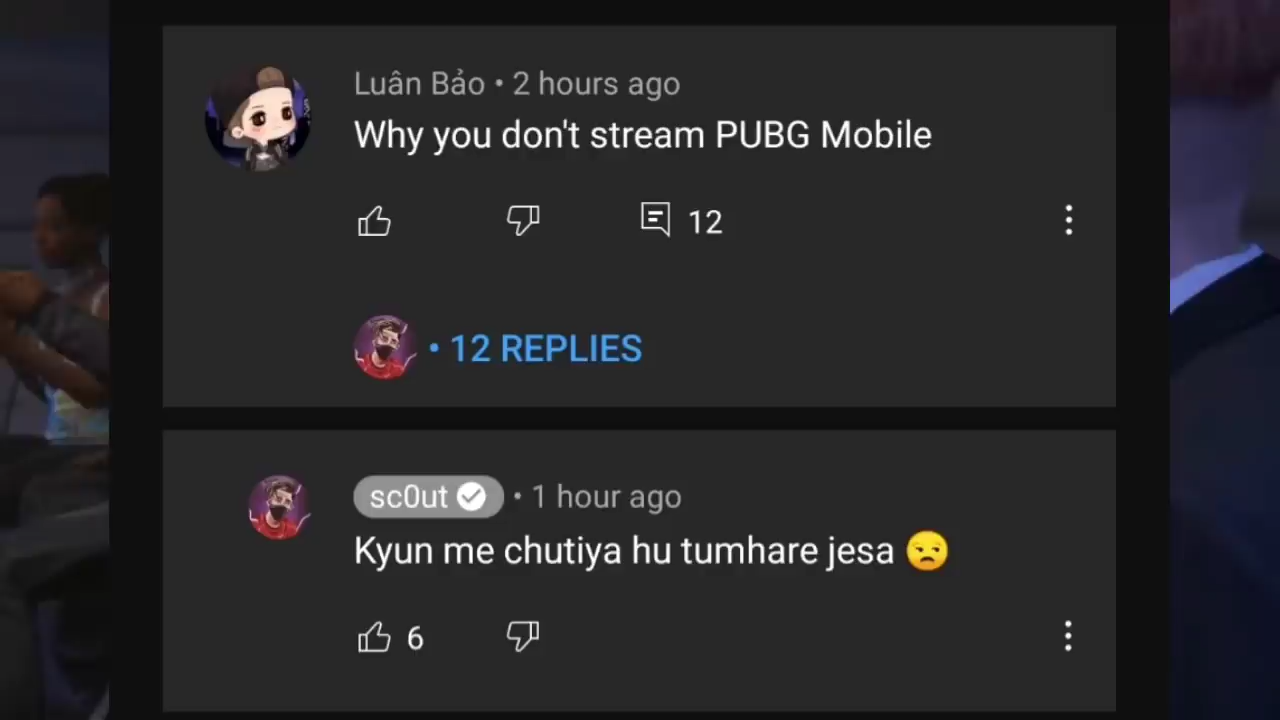 Luân Bảo • 2 hours ago
Why you don't stream PUBG Mobile
12
• 12 REPLIES
sc0ut • 1 hour ago
Kyun me chutiya hu tumhare jesa 😒
6